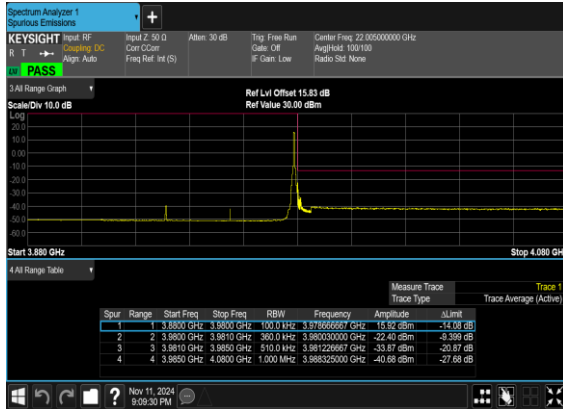 Spectrum Analyzer 1
Spurious Emissions
KEYSIGHT Input: RF Input Z: 50 Ω Atten: 30 dB Trig: Free Run Center Freq: 22.005000000 GHz
R T Coupling: DC Corr CCorr Gate: Off Avg|Hold: 100/100
Align: Auto Freq Ref: Int (S) IF Gain: Low Radio Std: None
PASS
3 All Range Graph
Ref Lvl Offset 15.83 dB
Scale/Div 10.0 dB Ref Value 30.00 dBm
Log
20.0
10.0
0.00
-10.0
-20.0
-30.0
-40.0
-50.0
-60.0
Start 3.880 GHz Stop 4.080 GH
4 All Range Table
Measure Trace Trace 1
Trace Type Trace Average (Active)
Spur Range Start Freq Stop Freq RBW Frequency Amplitude ΔLimit
1 1 3.8800 GHz 3.9800 GHz 100.0 kHz 3.978666667 GHz 15.92 dBm -14.08 dB
2 2 3.9800 GHz 3.9810 GHz 360.0 kHz 3.980030000 GHz -22.40 dBm -9.399 dB
3 3 3.9810 GHz 3.9850 GHz 510.0 kHz 3.981226667 GHz -33.87 dBm -20.87 dB
4 4 3.9850 GHz 4.0800 GHz 1.000 MHz 3.988325000 GHz -40.68 dBm -27.68 dB
Nov 11, 2024
9:09:30 PM